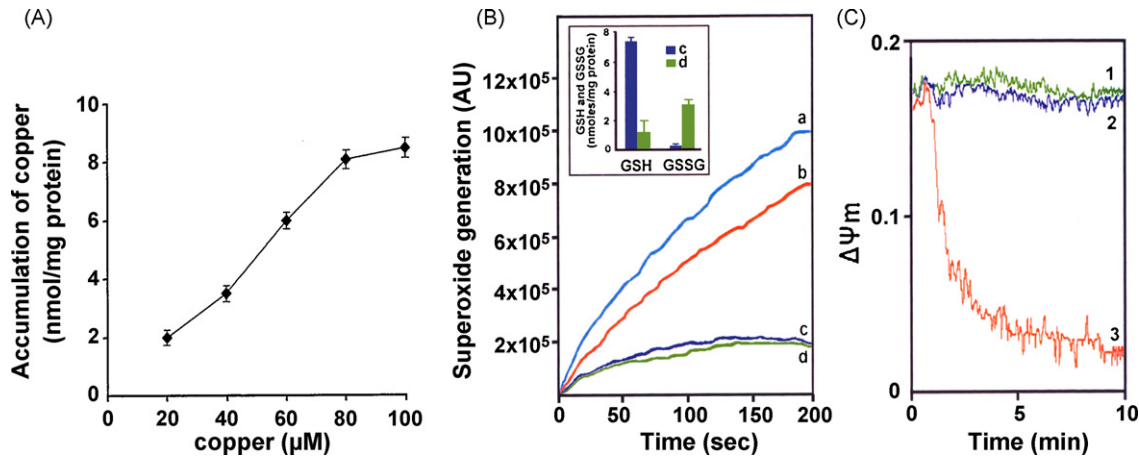 (A)
Accumulation of copper
(nmol/mg protein)
10
8
6
4
2
0
0 20 40 60 80 100
copper (µM)
(B)
Superoxide generation (AU)
12x10⁵
10x10⁵
8x10⁵
6x10⁵
4x10⁵
2x10⁵
GSH and GSSG
(nmoles/mg protein)
8
6
4
2
0
c
d
GSH GSSG
a
b
c
d
0 50 100 150 200
Time (sec)
(C)
ΔΨm
0.2
0.1
0
1
2
3
0 5 10
Time (min)